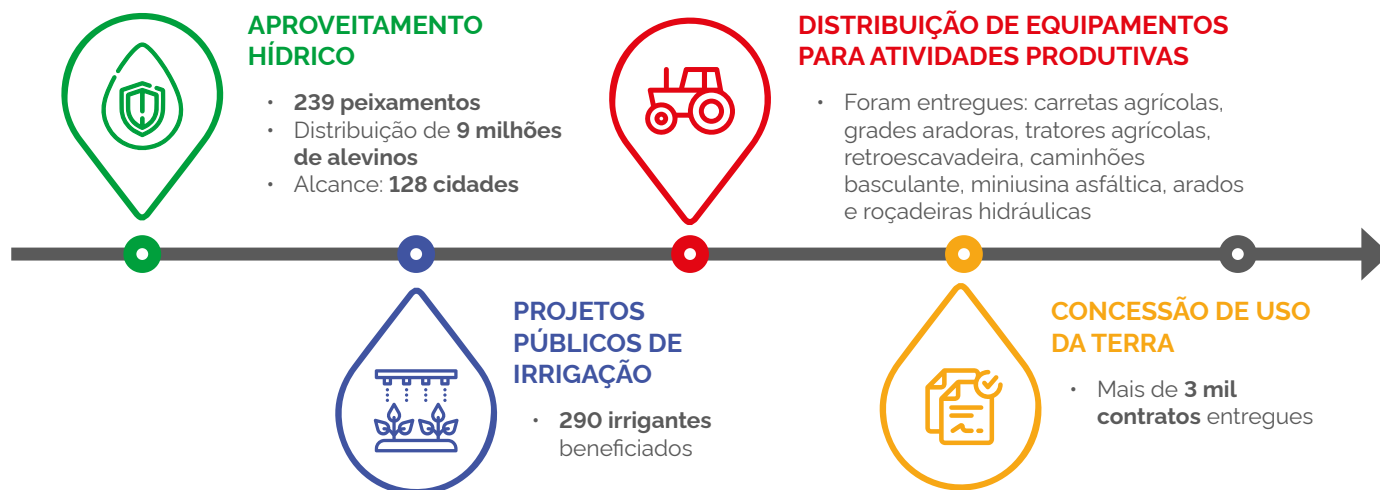 APROVEITAMENTO
HÍDRICO
• 239 peixamentos
• Distribuição de 9 milhões
de alevinos
• Alcance: 128 cidades
PROJETOS
PÚBLICOS DE
IRRIGAÇÃO
• 290 irrigantes
beneficiados
DISTRIBUIÇÃO DE EQUIPAMENTOS
PARA ATIVIDADES PRODUTIVAS
• Foram entregues: carretas agrícolas,
grades aradoras, tratores agrícolas,
retroescavadeira, caminhões
basculante, miniusina asfáltica, arados
e roçadeiras hidráulicas
CONCESSÃO DE USO
DA TERRA
• Mais de 3 mil
contratos entregues